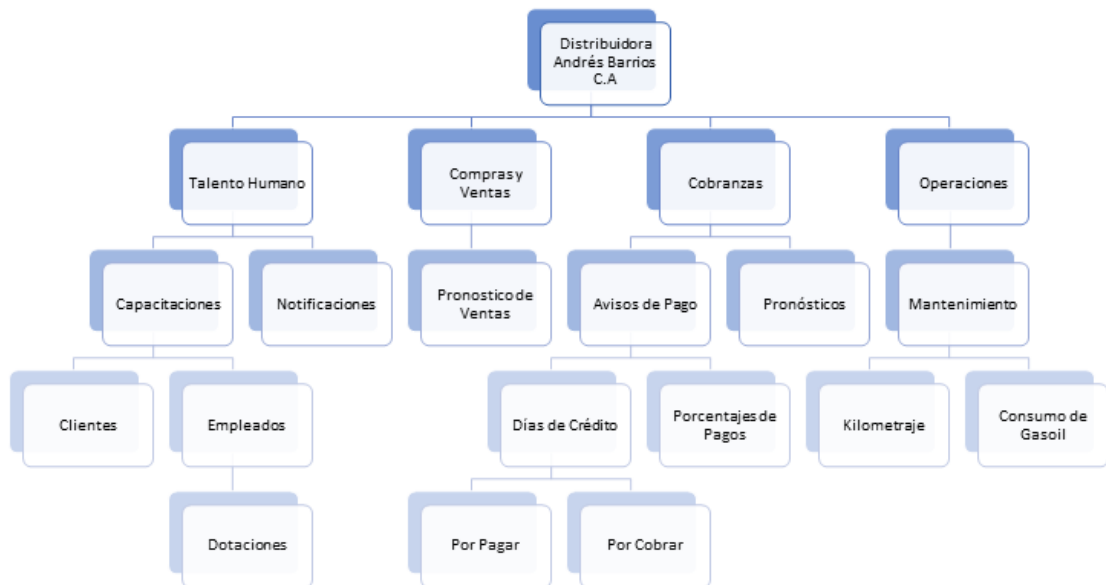 Distribuidora
Andrés Barrios
C.A
Talento Humano
Compras y
Ventas
Cobranzas
Operaciones
Capacitaciones
Notificaciones
Pronostico de
Ventas
Avisos de Pago
Pronósticos
Mantenimiento
Clientes
Empleados
Días de Crédito
Porcentajes de
Pagos
Kilometraje
Consumo de
Gasoil
Dotaciones
Por Pagar
Por Cobrar